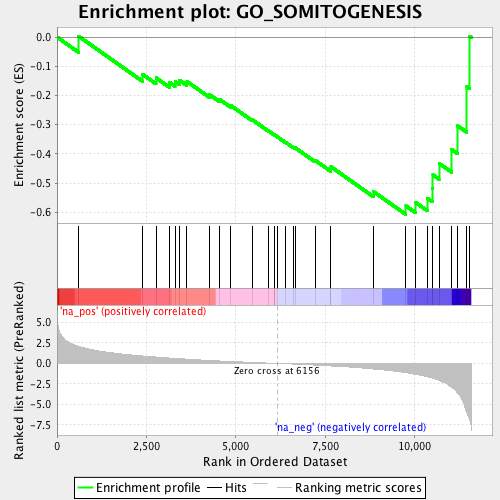 Enrichment plot: GO_SOMITOGENESIS
Enrichment score (ES)
0.0
-0.1
-0.2
-0.3
-0.4
-0.5
-0.6
'na_pos' (positively correlated)
Ranked list metric (PreRanked)
5.0
2.5
0.0
-2.5
-5.0
-7.5
Zero cross at 6156
'na_neg' (negatively correlated)
0
2,500
5,000
7,500
10,000
Rank in Ordered Dataset
Enrichment profile
Hits
Ranking metric scores